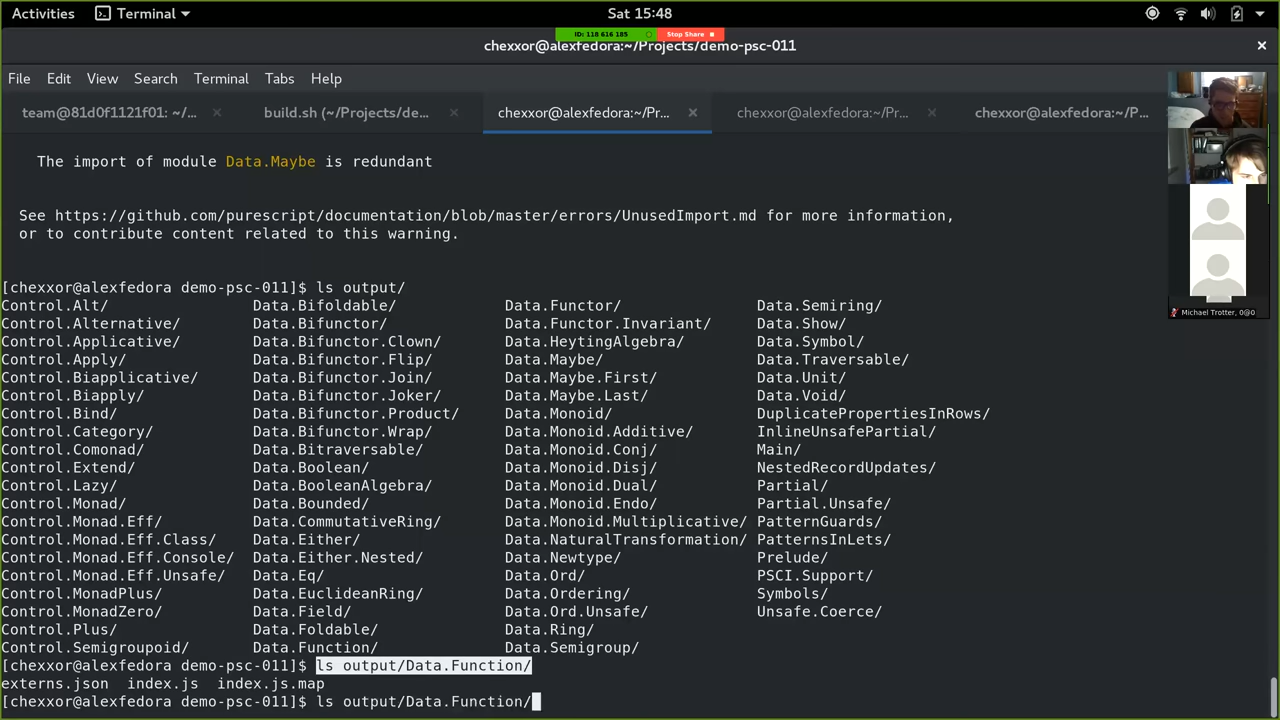 Activities Terminal Sat 15:48
ID: 118 616 185 Stop Share
chexxor@alexfedora:~/Projects/demo-psc-011
File Edit View Search Terminal Tabs Help
team@81d0f1121f01: ~/... build.sh (~/Projects/de... chexxor@alexfedora:~/Pr... chexxor@alexfedora:~/Pr... chexxor@alexfedora:~/P...
The import of module Data.Maybe is redundant
See https://github.com/purescript/documentation/blob/master/errors/UnusedImport.md for more information,
or to contribute content related to this warning.
Michael Trotter, 0@0
[chexxor@alexfedora demo-psc-011]$ ls output/
Control.Alt/ Data.Bifoldable/ Data.Functor/ Data.Semiring/
Control.Alternative/ Data.Bifunctor/ Data.Functor.Invariant/ Data.Show/
Control.Applicative/ Data.Bifunctor.Clown/ Data.HeytingAlgebra/ Data.Symbol/
Control.Apply/ Data.Bifunctor.Flip/ Data.Maybe/ Data.Traversable/
Control.Biapplicative/ Data.Bifunctor.Join/ Data.Maybe.First/ Data.Unit/
Control.Biapply/ Data.Bifunctor.Joker/ Data.Maybe.Last/ Data.Void/
Control.Bind/ Data.Bifunctor.Product/ Data.Monoid/ DuplicatePropertiesInRows/
Control.Category/ Data.Bifunctor.Wrap/ Data.Monoid.Additive/ InlineUnsafePartial/
Control.Comonad/ Data.Bitraversable/ Data.Monoid.Conj/ Main/
Control.Extend/ Data.Boolean/ Data.Monoid.Disj/ NestedRecordUpdates/
Control.Lazy/ Data.BooleanAlgebra/ Data.Monoid.Dual/ Partial/
Control.Monad/ Data.Bounded/ Data.Monoid.Endo/ Partial.Unsafe/
Control.Monad.Eff/ Data.CommutativeRing/ Data.Monoid.Multiplicative/ PatternGuards/
Control.Monad.Eff.Class/ Data.Either/ Data.NaturalTransformation/ PatternsInLets/
Control.Monad.Eff.Console/ Data.Either.Nested/ Data.Newtype/ Prelude/
Control.Monad.Eff.Unsafe/ Data.Eq/ Data.Ord/ PSCI.Support/
Control.MonadPlus/ Data.EuclideanRing/ Data.Ordering/ Symbols/
Control.MonadZero/ Data.Field/ Data.Ord.Unsafe/ Unsafe.Coerce/
Control.Plus/ Data.Foldable/ Data.Ring/
Control.Semigroupoid/ Data.Function/ Data.Semigroup/
[chexxor@alexfedora demo-psc-011]$ ls output/Data.Function/
externs.json index.js index.js.map
[chexxor@alexfedora demo-psc-011]$ ls output/Data.Function/